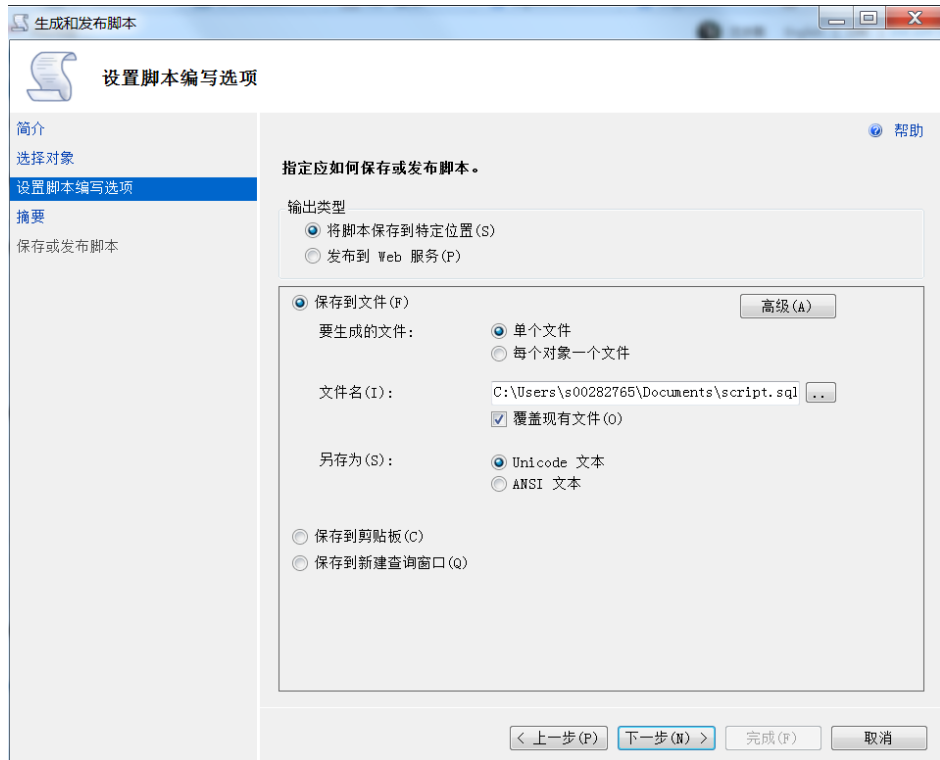 生成和发布脚本
设置脚本编写选项
简介
选择对象
设置脚本编写选项
摘要
保存或发布脚本
帮助
指定应如何保存或发布脚本。
输出类型
将脚本保存到特定位置(S)
发布到 Web 服务(P)
保存到文件(F)
高级(A)
要生成的文件:
单个文件
每个对象一个文件
文件名(I):
C:\Users\s00282765\Documents\script.sql
..
覆盖现有文件(O)
另存为(S):
Unicode 文本
ANSI 文本
保存到剪贴板(C)
保存到新建查询窗口(Q)
< 上一步(P)
下一步(N) >
完成(F)
取消